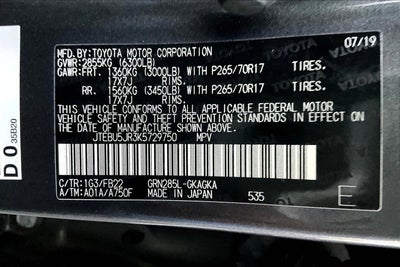 MFD.BY:TOYOTA MOTOR CORPORATION 07/19
GVWR:2855KG (6300LB)
GAWR:FRT. 1360KG (3000LB) WITH P265/70R17 TIRES.
17X7J RIMS.
RR. 1560KG (3450LB) WITH P265/70R17 TIRES.
17X7J RIMS.
THIS VEHICLE CONFORMS TO ALL APPLICABLE FEDERAL MOTOR
VEHICLE SAFETY AND THEFT PREVENTION STANDARDS IN EFFECT ON
THE DATE OF MANUFACTURE SHOWN ABOVE.
JTEBU5JR3K5729750 MPV
C/TR:1G3/FB22 GRN285L-GKAGKA
A/TM:A01A/A750F MADE IN JAPAN 535 E
D0 35B20